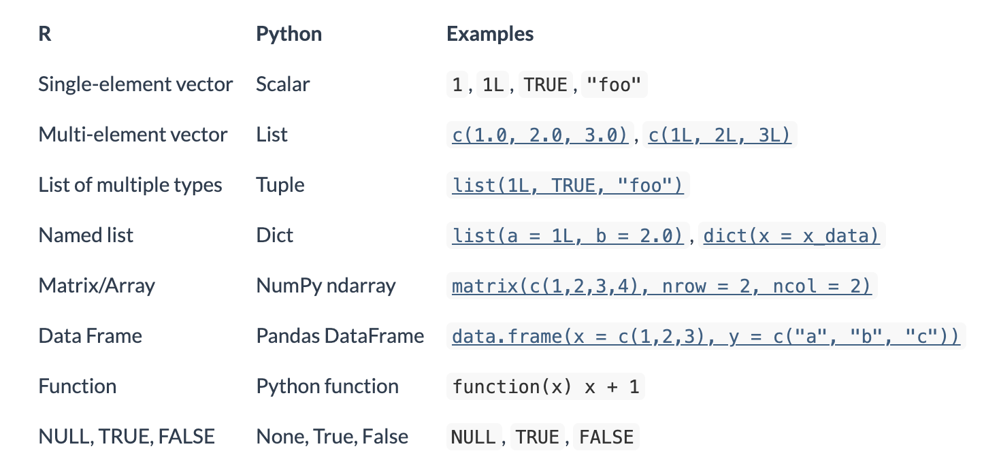 R Python Examples
Single-element vector Scalar 1, 1L, TRUE, "foo"
Multi-element vector List c(1.0, 2.0, 3.0), c(1L, 2L, 3L)
List of multiple types Tuple list(1L, TRUE, "foo")
Named list Dict list(a = 1L, b = 2.0), dict(x = x_data)
Matrix/Array NumPy ndarray matrix(c(1,2,3,4), nrow = 2, ncol = 2)
Data Frame Pandas DataFrame data.frame(x = c(1,2,3), y = c("a", "b", "c"))
Function Python function function(x) x + 1
NULL, TRUE, FALSE None, True, False NULL, TRUE, FALSE